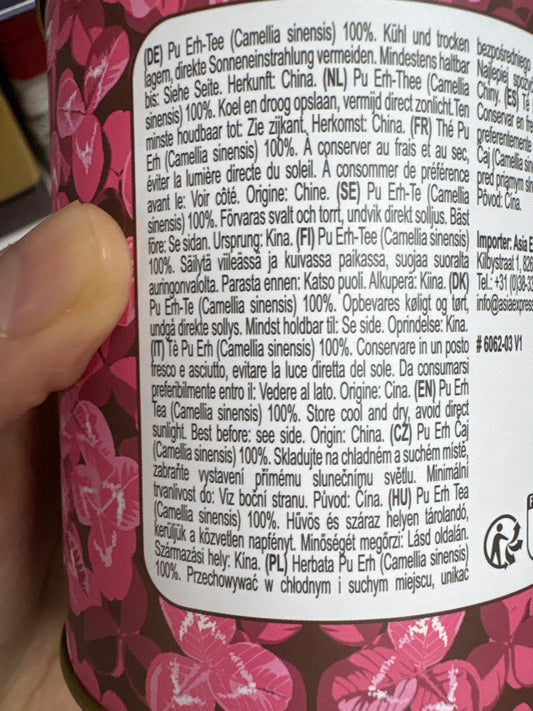 (DE) Pu Erh-Tee (Camellia sinensis) 100%. Kühl und trocken
lagern, direkte Sonneneinstrahlung vermeiden. Mindestens haltbar
bis: Siehe Seite. Herkunft: China. (NL) Pu Erh-Thee (Camellia
sinensis) 100%. Koel en droog opslaan, vermijd direct zonlicht. Ten
minste houdbaar tot: Zie zijkant. Herkomst: China. (FR) Thé Pu
Erh (Camellia sinensis) 100%. À conserver au frais et au sec,
éviter la lumière directe du soleil. À consommer de préférence
avant le: Voir côté. Origine: Chine. (SE) Pu Erh-Te (Camellia
sinensis) 100%. Förvaras svalt och torrt, undvik direkt solljus. Bäst
före: Se sidan. Ursprung: Kina. (FI) Pu Erh-Tee (Camellia sinensis)
100%. Säilytä viileässä ja kuivassa paikassa, suojaa suoralta
auringonvalolta. Parasta ennen: Katso puoli. Alkuperä: Kiina. (DK)
Pu Erh-Te (Camellia sinensis) 100%. Opbevares køligt og tørt,
undgå direkte sollys. Mindst holdbar til: Se side. Oprindelse: Kina.
(IT) Tè Pu Erh (Camellia sinensis) 100%. Conservare in un posto
fresco e asciutto, evitare la luce diretta del sole. Da consumarsi
preferibilmente entro il: Vedere al lato. Origine: Cina. (EN) Pu Erh
Tea (Camellia sinensis) 100%. Store cool and dry, avoid direct
sunlight. Best before: see side. Origin: China. (CZ) Pu Erh Čaj
(Camellia sinensis) 100%. Skladujte na chladném a suchém místě,
zabraňte vystavení přímému slunečnímu světlu. Minimální
trvanlivost do: Viz boční stranu. Původ: Čína. (HU) Pu Erh Tea
(Camellia sinensis) 100%. Hűvös és száraz helyen tárolandó,
kerüljük a közvetlen napfényt. Minőségét megőrzi: Lásd oldalán.
Származási hely: Kína. (PL) Herbata Pu Erh (Camellia sinensis)
100%. Przechowywać w chłodnym i suchym miejscu, unikać
bezpośredniego
Najlepiej
Chiny. (ES) Té
Conservar en
preferentemente
Čaj (Camellia
pred priamym
Pôvod: Čína.
Importer: Asia
Kilbystraat 1,
Tel.: +31
# 6062-03 V1